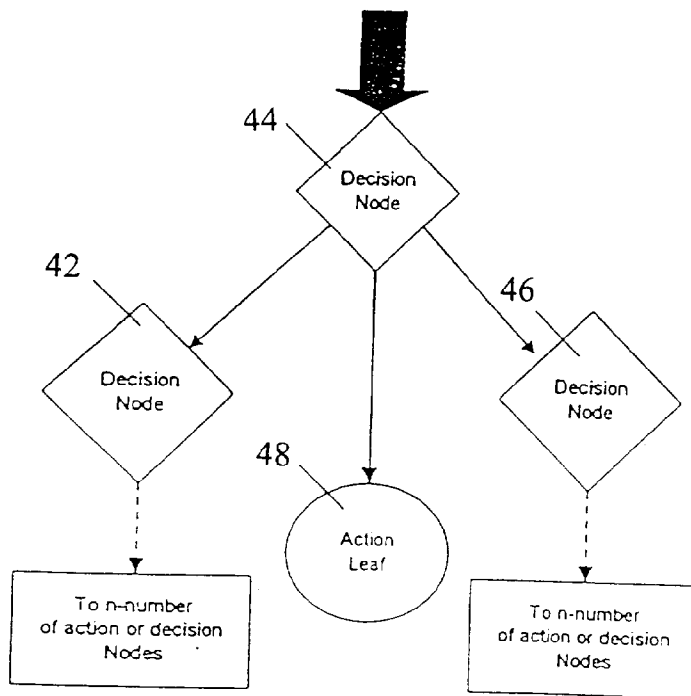 44
Decision
Node
42
46
Decision
Node
Decision
Node
48
Action
Leaf
To n-number
of action or decision
Nodes
To n-number
of action or decision
Nodes